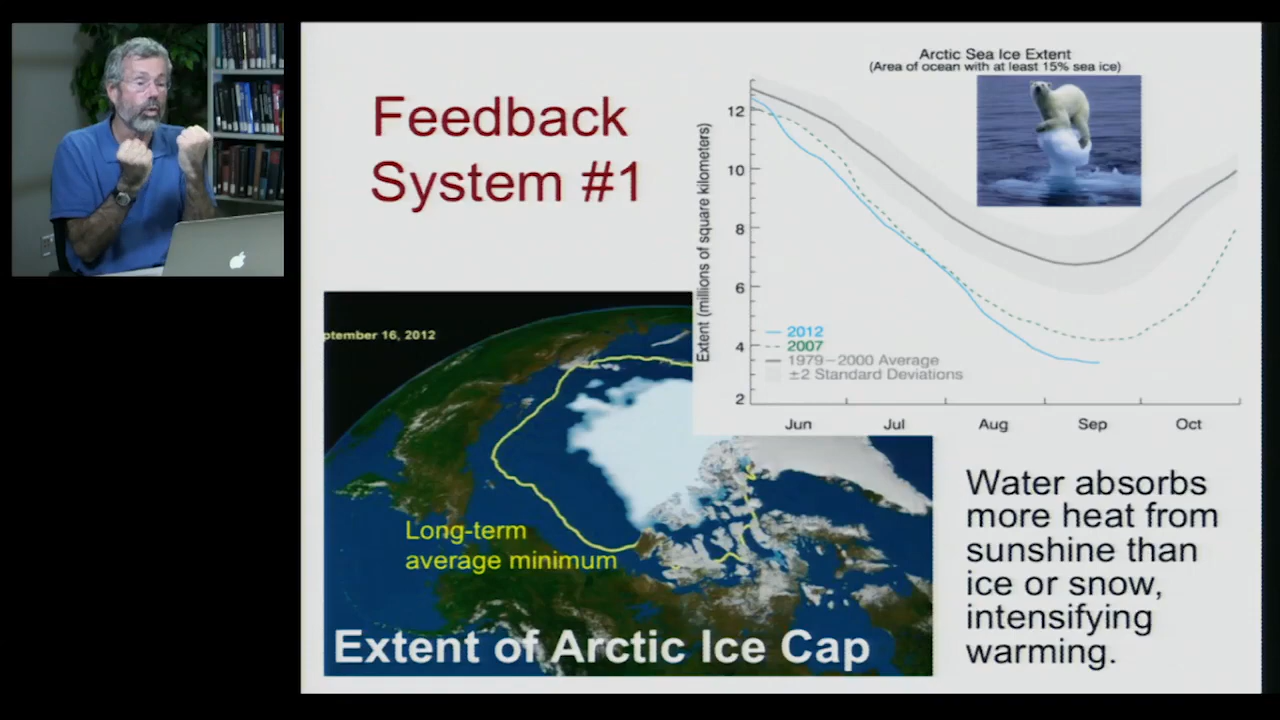 Feedback
System #1
Arctic Sea Ice Extent
(Area of ocean with at least 15% sea ice)
Extent (millions of square kilometers)
12
10
8
6
4
2
2012
2007
1979–2000 Average
±2 Standard Deviations
Jun
Jul
Aug
Sep
Oct
ptember 16, 2012
Long-term
average minimum
Extent of Arctic Ice Cap
Water absorbs
more heat from
sunshine than
ice or snow,
intensifying
warming.